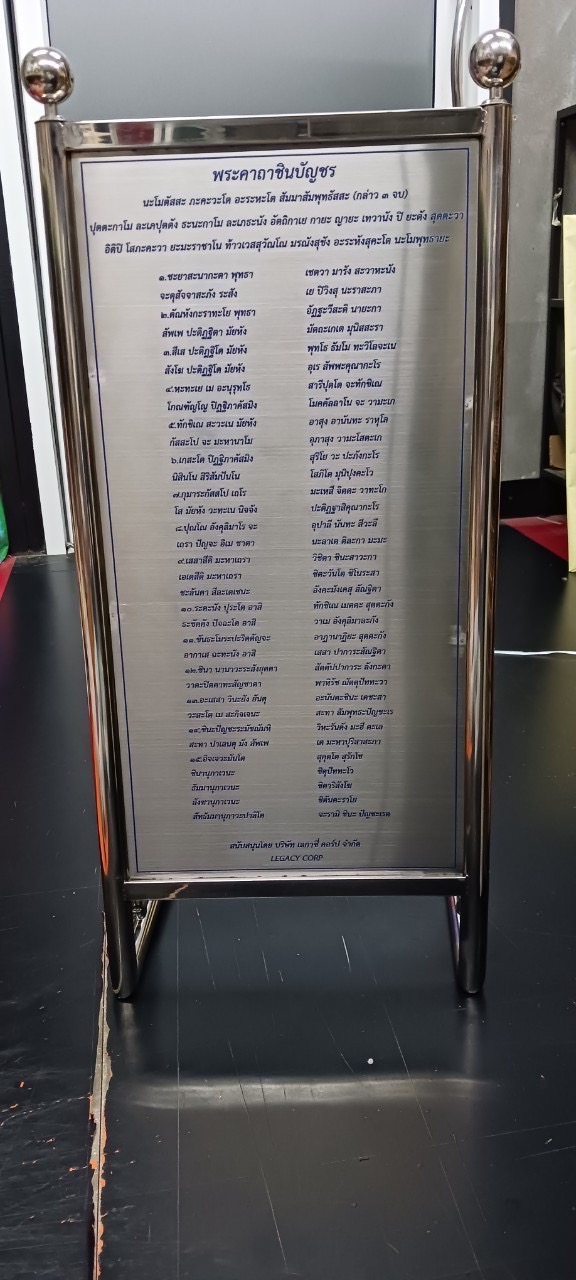 พระคาถาชินบัญชร
นะโมตัสสะ ภะคะวะโต อะระหะโต สัมมาสัมพุทธัสสะ (กล่าว ๓ จบ)
ปุตตะกาโม ละเภปุตตัง ธะนะกาโม ละเภธะนัง อัตถิกาเย กายะ ญายะ เทวานัง ปิ ยะตัง สุตตะวา
อิติปิ โสภะคะวา ยะมะราชาโน ท้าวเวสสุวัณโณ มรณังสุขัง อะระหังสุคะโต นะโมพุทธายะ
๑.ชะยาสะนากะตา พุทธา เชตวา มารัง สะวาหะนัง
จะตุสัจจาสะภัง ระสัง เย ปิวิงสุ นะราสะภา
๒.ตัณหังกะราทะโย พุทธา อัฏฐะวีสะติ นายะกา
สัพเพ ปะติฏฐิตา มัยหัง มัตถะเกเต มุนิสสะรา
๓.สีเส ปะติฏฐิโต มัยหัง พุทโธ ธัมโม ทะวิโลจะเน
สังโฆ ปะติฏฐิโต มัยหัง อุเร สัพพะคุณากะโร
๔.หะทะเย เม อะนุรุทโธ สารีปุตโต จะทักขิเณ
โกณฑัญโญ ปิฏฐิภาคัสมิง โมคคัลลาโน จะ วามะเก
๕.ทักขิเณ สะวะเน มัยหัง อาสุง อานันทะ ราหุโล
กัสสะโป จะ มะหานาโม อุภาสุง วามะโสตะเก
๖.เกสะโต ปิฏฐิภาคัสมิง สุริโย วะ ปะภังกะโร
นิสินโน สิริสัมปันโน โสภิโต มุนิปุงคะโว
๗.กุมาระกัสสโป เถโร มะเหสี จิตตะ วาทะโก
โส มัยหัง วะทะเน นิจจัง ปะติฏฐาสิคุณากะโร
๘.ปุณโณ อังคุลิมาโร จะ อุปาลี นันทะ สีวะลี
เถรา ปัญจะ อิเม ชาตา นะลาเต ติละกา มะมะ
๙.เสสาสีติ มะหาเถรา วิชิตา ชินะสาวะกา
เอเตสีติ มะหาเถรา ชิตะวันโต ชิโนระสา
ชะลันตา สีละเตเชนะ อังคะมังเคสุ สัณฐิตา
๑๐.ระตะนัง ปุระโต อาสิ ทักขิเณ เมตตะ สุตตะกัง
ธะชัคคัง ปัจฉะโต อาสิ วาเม อังคุลิมาละกัง
๑๑.ขันธะโมระปะริตตัญจะ อาฏานาฏิยะ สุตตะกัง
อากาเส ฉะทะนัง อาสิ เสสา ปาการะสัณฐิตา
๑๒.ชินา นานาวะระสังยุตตา สัตตัปปาการะ ลังกะตา
วาตะปิตตาทะสัญชาตา พาหิรัช ฌัตตุปัททะวา
๑๓.อะเสสา วินะยัง ยันตุ อะนันตะชินะ เตชะสา
วะสะโต เม สะกิจเจนะ สะทา สัมพุทธะปัญชะเร
๑๔.ชินะปัญชะระมัชฌัมหิ วิหะรันตัง มะฮี ตะเล
สะทา ปาเลนตุ มัง สัพเพ เต มะหาปุริสาสะภา
๑๕.อิจเจวะมันโต สุคุตโต สุรักโข
ชินานุภาเวนะ ชิตุปัททะโว
ธัมมานุภาเวนะ ชิตาริสังโฆ
สังฆานุภาเวนะ ชิตันตะราโย
สัทธัมมานุภาวะปาลิโต จะรามิ ชินะ ปัญชะเรต
สนับสนุนโดย บริษัท เลกาซี่ คอร์ป จำกัด
LEGACY CORP